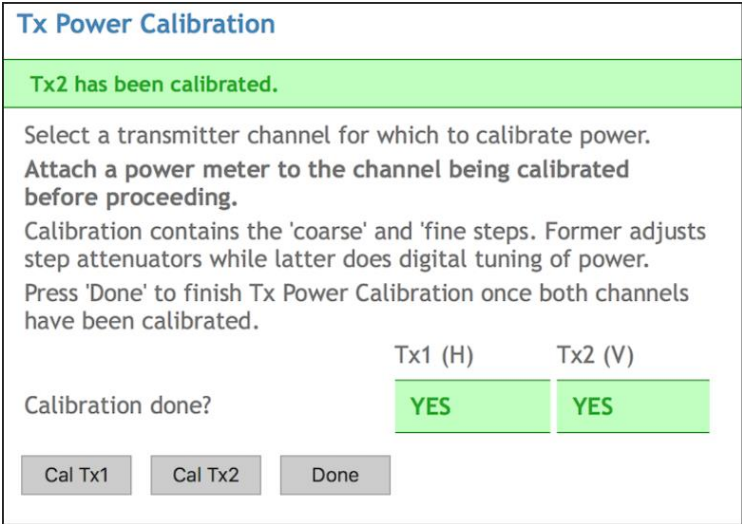 Tx Power Calibration
Tx2 has been calibrated.
Select a transmitter channel for which to calibrate power.
Attach a power meter to the channel being calibrated
before proceeding.
Calibration contains the 'coarse' and 'fine steps. Former adjusts
step attenuators while latter does digital tuning of power.
Press 'Done' to finish Tx Power Calibration once both channels
have been calibrated.
Tx1 (H) Tx2 (V)
Calibration done? YES YES
Cal Tx1 Cal Tx2 Done